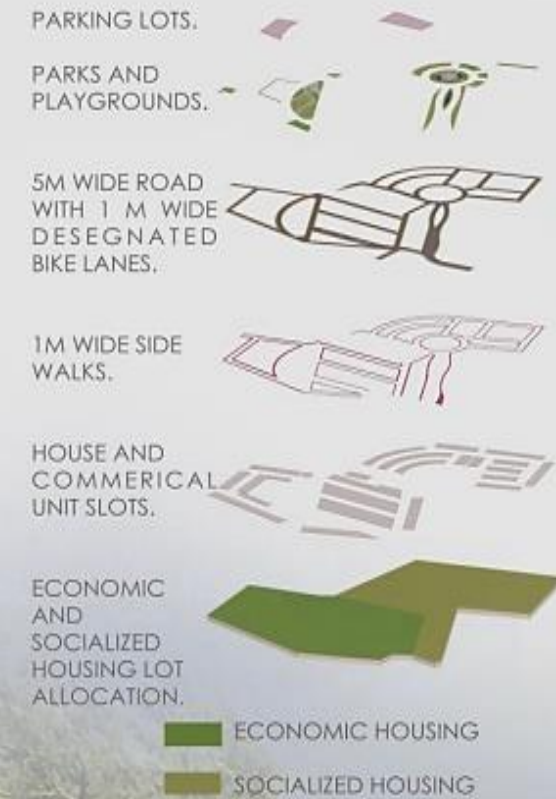 PARKING LOTS.
PARKS AND
PLAYGROUNDS.
5M WIDE ROAD
WITH 1 M WIDE
DESEGNATED
BIKE LANES.
1M WIDE SIDE
WALKS.
HOUSE AND
COMMERICAL
UNIT SLOTS.
ECONOMIC
AND
SOCIALIZED
HOUSING LOT
ALLOCATION.
ECONOMIC HOUSING
SOCIALIZED HOUSING